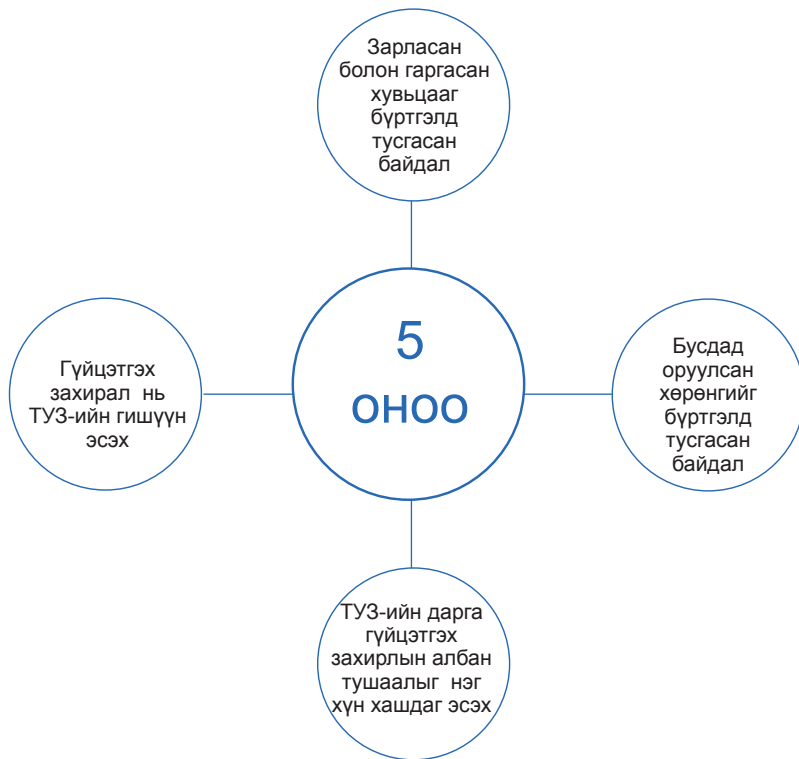 Зарласан
болон гаргасан
хувьцааг
бүртгэлд
тусгасан
байдал
5
оноо
Гүйцэтгэх
захирал нь
ТУЗ-ийн гишүүн
эсэх
Бусдад
оруулсан
хөрөнгийг
бүртгэлд
тусгасан
байдал
ТУЗ-ийн дарга
гүйцэтгэх
захирлын албан
тушаалыг нэг
хүн хашдаг эсэх